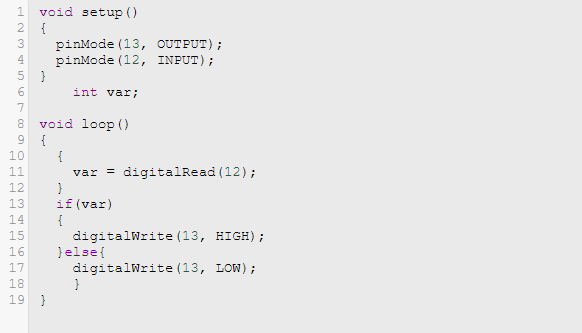 1 void setup()
2 {
3   pinMode(13, OUTPUT);
4   pinMode(12, INPUT);
5 }
6     int var;
7
8 void loop()
9 {
10   {
11     var = digitalRead(12);
12   }
13   if(var)
14   {
15     digitalWrite(13, HIGH);
16   }else{
17     digitalWrite(13, LOW);
18     }
19 }